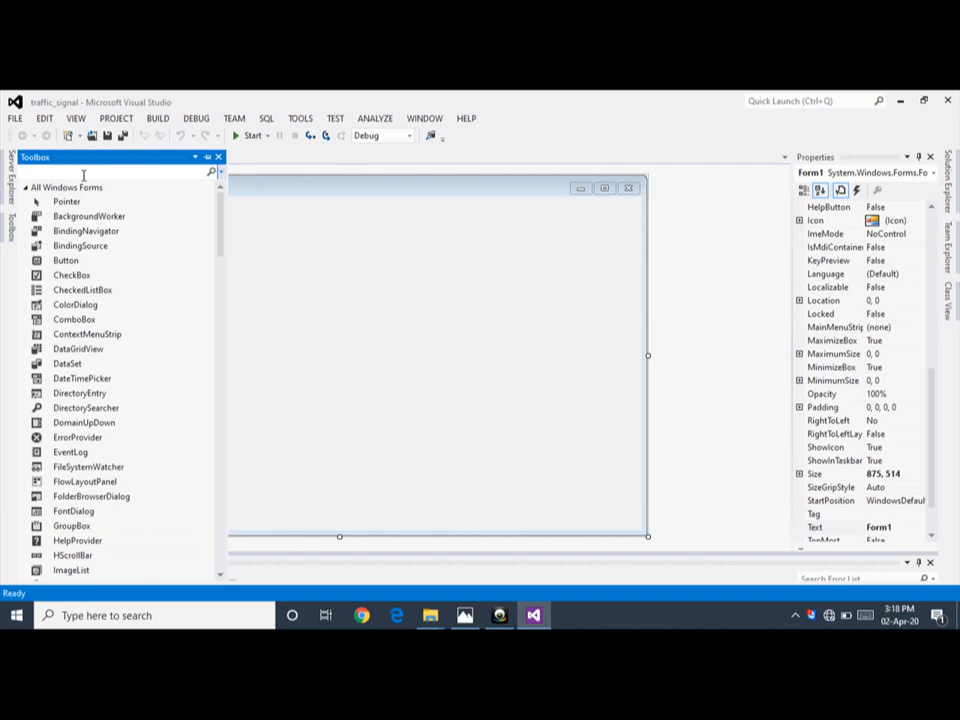 traffic_signal - Microsoft Visual Studio
Quick Launch (Ctrl+Q)
FILE EDIT VIEW PROJECT BUILD DEBUG TEAM SQL TOOLS TEST ANALYZE WINDOW HELP
Start Debug
Server Explorer
Toolbox
Toolbox
All Windows Forms
Pointer
BackgroundWorker
BindingNavigator
BindingSource
Button
CheckBox
CheckedListBox
ColorDialog
ComboBox
ContextMenuStrip
DataGridView
DataSet
DateTimePicker
DirectoryEntry
DirectorySearcher
DomainUpDown
ErrorProvider
EventLog
FileSystemWatcher
FlowLayoutPanel
FolderBrowserDialog
FontDialog
GroupBox
HelpProvider
HScrollBar
ImageList
Properties
Form1 System.Windows.Forms.Fo
HelpButton False
Icon (Icon)
ImeMode NoControl
IsMdiContainer False
KeyPreview False
Language (Default)
Localizable False
Location 0, 0
Locked False
MainMenuStrip (none)
MaximizeBox True
MaximumSize 0, 0
MinimizeBox True
MinimumSize 0, 0
Opacity 100%
Padding 0, 0, 0, 0
RightToLeft No
RightToLeftLay False
ShowIcon True
ShowInTaskbar True
Size 875, 514
SizeGripStyle Auto
StartPosition WindowsDefau
Tag
Text Form1
TopMost False
Solution Explorer
Team Explorer
Class View
Search Error List
Ready
Type here to search
3:18 PM
02-Apr-20